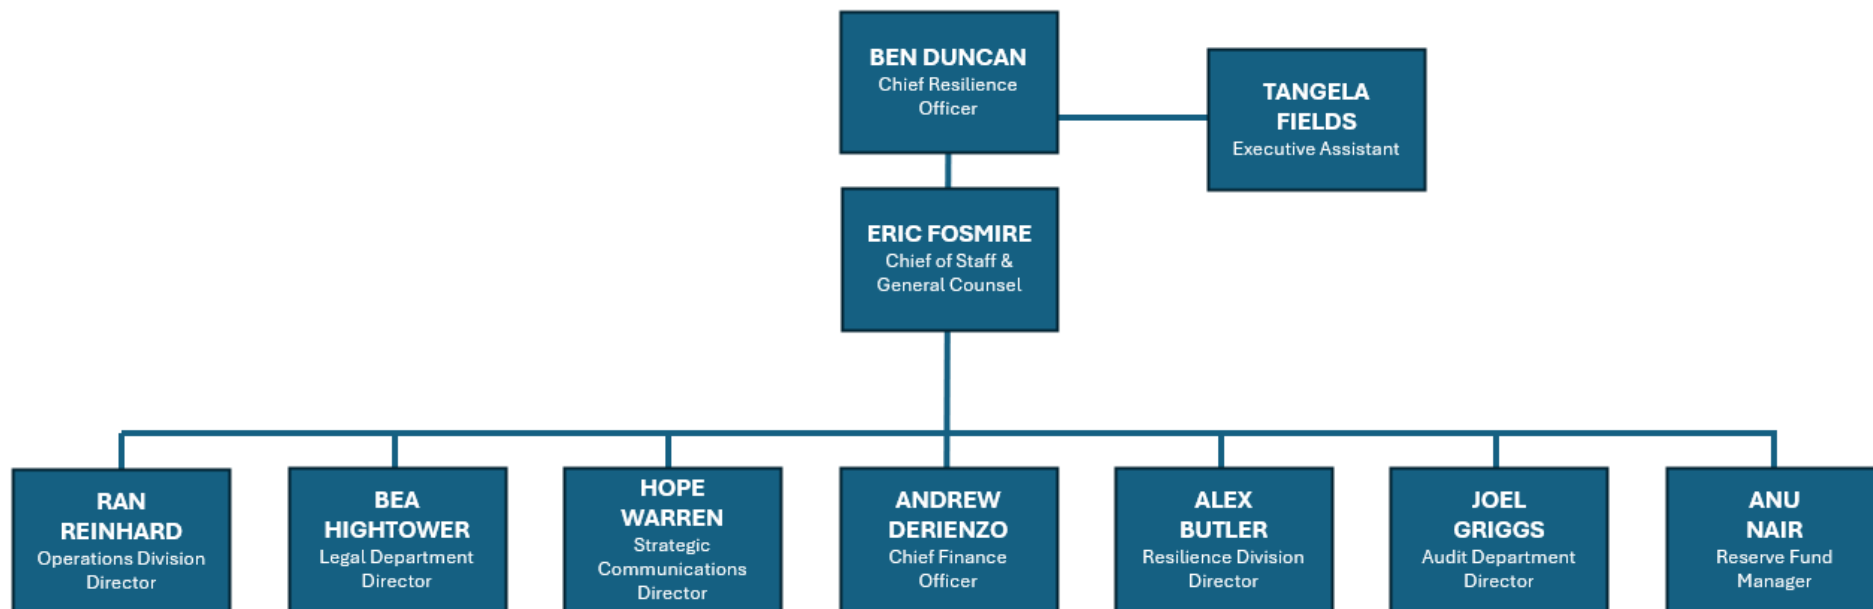 BEN DUNCAN
Chief Resilience
Officer
TANGELA
FIELDS
Executive Assistant
ERIC FOSMIRE
Chief of Staff &
General Counsel
RAN
REINHARD
Operations Division
Director
BEA
HIGHTOWER
Legal Department
Director
HOPE
WARREN
Strategic
Communications
Director
ANDREW
DERIENZO
Chief Finance
Officer
ALEX
BUTLER
Resilience Division
Director
JOEL
GRIGGS
Audit Department
Director
ANU
NAIR
Reserve Fund
Manager